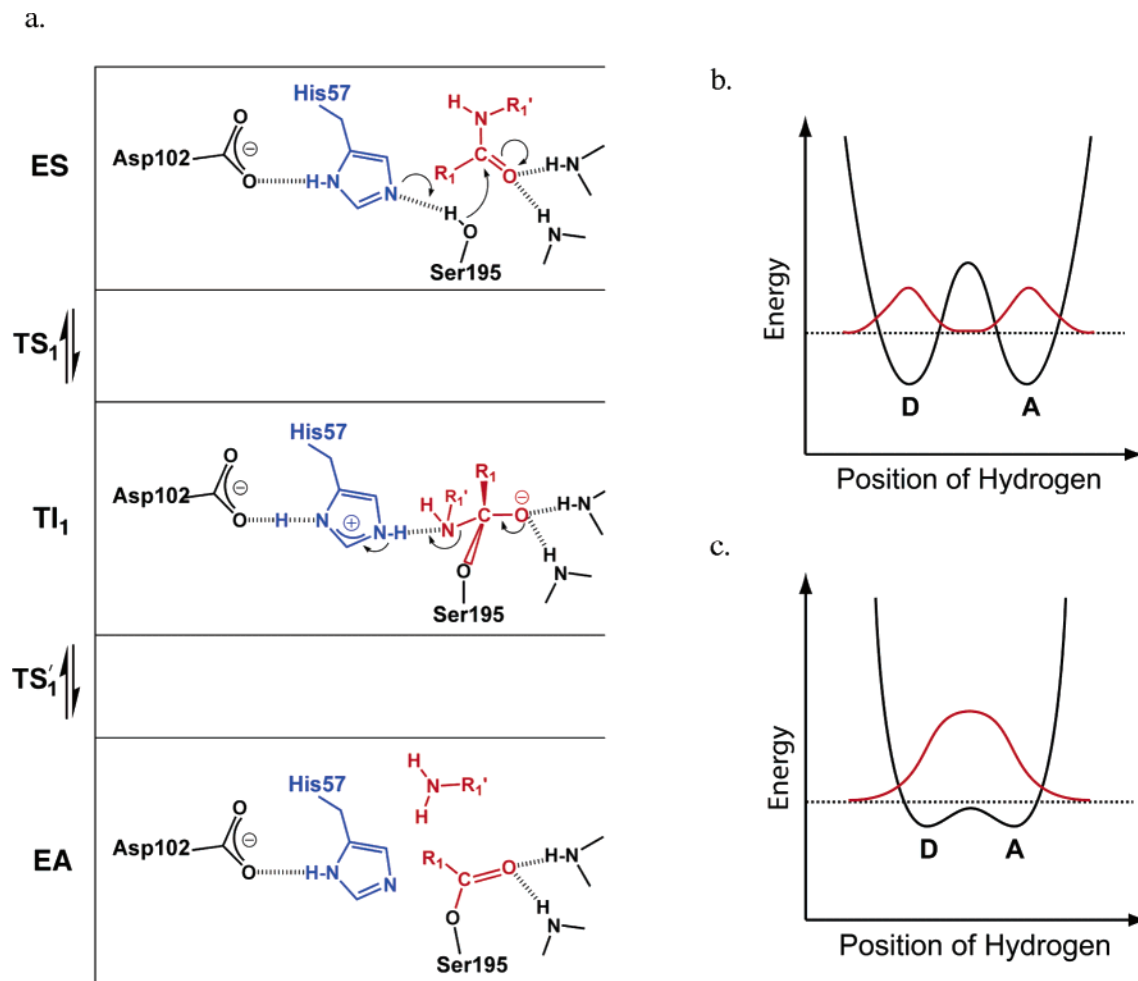 a.
ES
Asp102
O
⊖
O
H-N
His57
N
H
N-R₁'
C
R₁
O
H-N
H
N
H
O
Ser195
TS₁
His57
Asp102
O
⊖
O
H
N
⊕
N-H
H
R₁'
N
R₁
C
O
⊖
H-N
H
N
O
Ser195
TI₁
TS₁′
EA
His57
Asp102
O
⊖
O
H-N
N
H
N-R₁'
H
R₁
C
O
H-N
H
N
O
Ser195
b.
Energy
D A
Position of Hydrogen
c.
Energy
D A
Position of Hydrogen